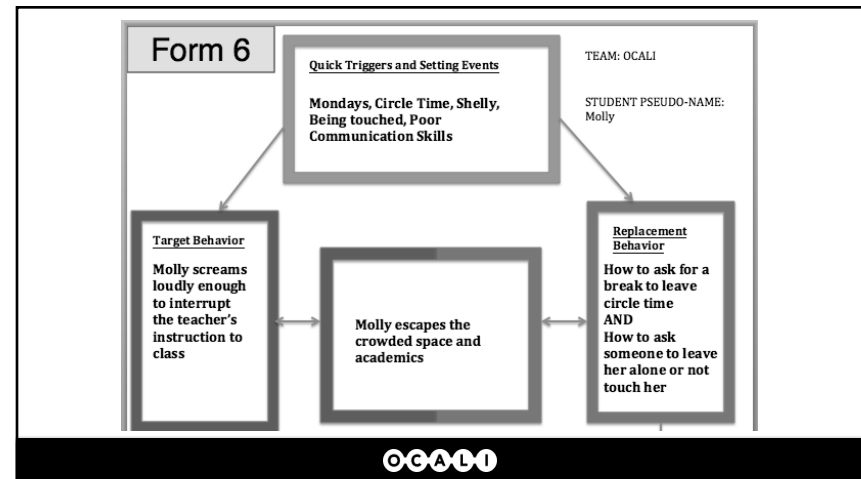 Form 6
Quick Triggers and Setting Events
Mondays, Circle Time, Shelly,
Being touched, Poor
Communication Skills
TEAM: OCALI
STUDENT PSEUDO-NAME:
Molly
Target Behavior
Molly screams
loudly enough
to interrupt
the teacher's
instruction to
class
Molly escapes the
crowded space and
academics
Replacement
Behavior
How to ask for a
break to leave
circle time
AND
How to ask
someone to leave
her alone or not
touch her
OCALI